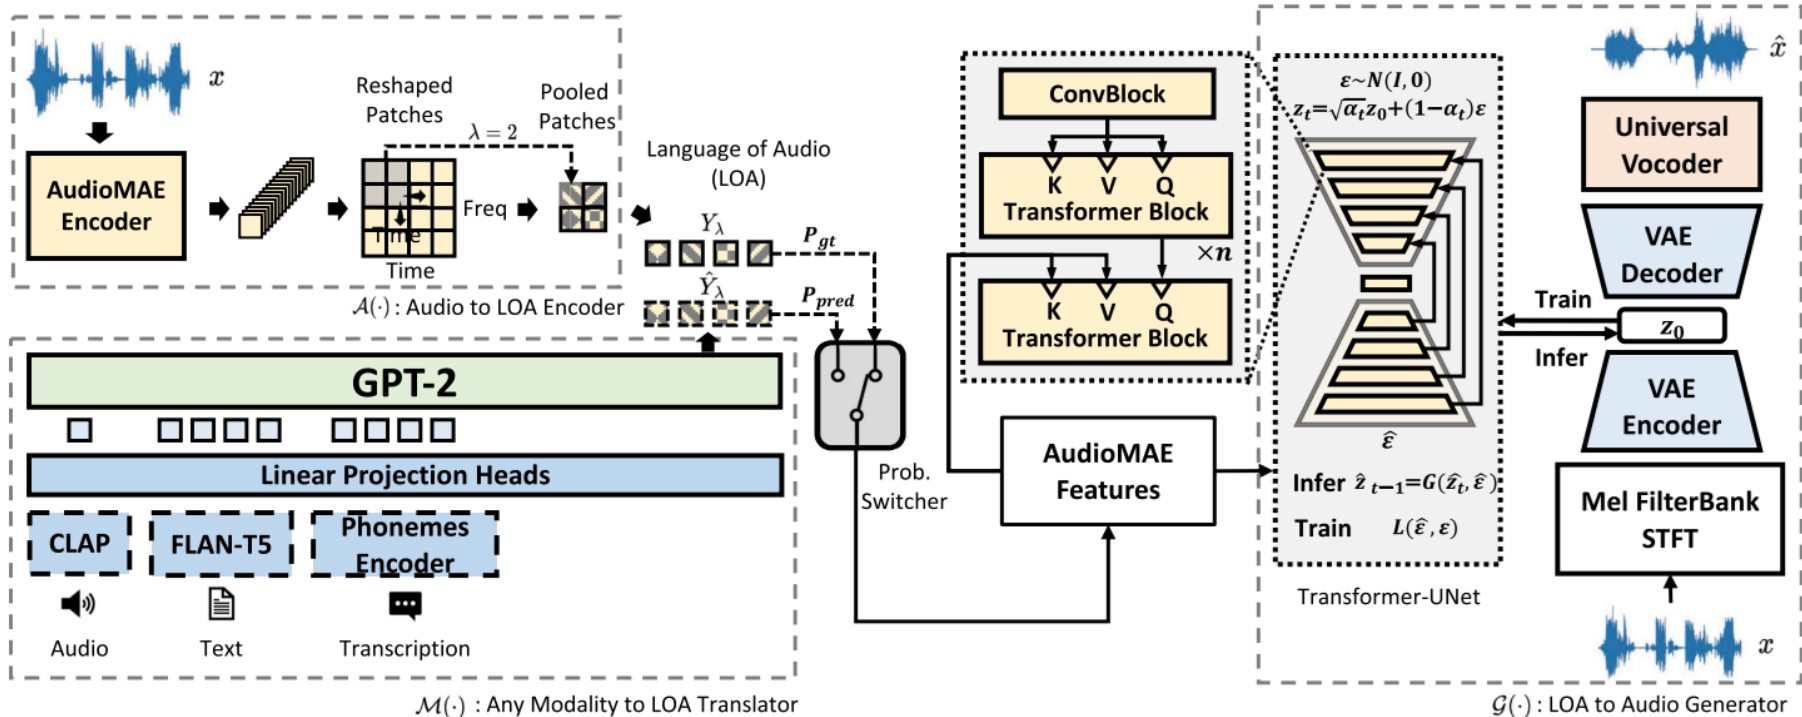 x
AudioMAE
Encoder
Reshaped
Patches
λ = 2
Pooled
Patches
Freq
Time
Time
𝒜(·) : Audio to LOA Encoder
Language of Audio
(LOA)
Y_λ
P_gt
Ŷ_λ
P_pred
GPT-2
Linear Projection Heads
CLAP
FLAN-T5
Phonemes
Encoder
Audio
Text
Transcription
ℳ(·) : Any Modality to LOA Translator
Prob.
Switcher
ConvBlock
K V Q
Transformer Block
×n
K V Q
Transformer Block
AudioMAE
Features
ε~N(I, 0)
z_t=√α_t z_0+(1−α_t)ε
ε̂
Infer ẑ_t−1=G(ẑ_t, ε̂)
Train L(ε̂, ε)
Transformer-UNet
Train
Infer
x̂
Universal
Vocoder
VAE
Decoder
z_0
VAE
Encoder
Mel FilterBank
STFT
x
𝒢(·) : LOA to Audio Generator